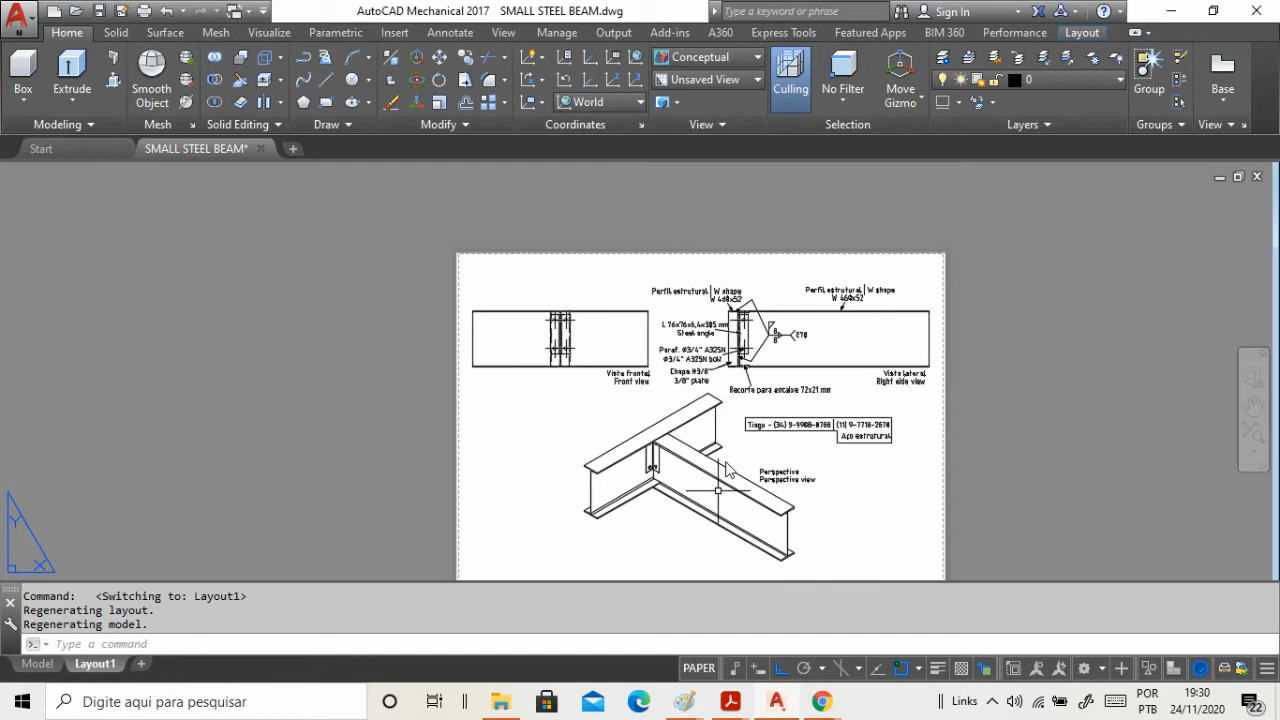 AutoCAD Mechanical 2017 SMALL STEEL BEAM.dwg
Type a keyword or phrase
Sign In
Home Solid Surface Mesh Visualize Parametric Insert Annotate View Manage Output Add-ins A360 Express Tools Featured Apps BIM 360 Performance Layout
Box
Extrude
Smooth Object
Conceptual
Unsaved View
World
Culling
No Filter
Move Gizmo
0
Group
Base
Modeling Mesh Solid Editing Draw Modify Coordinates View Selection Layers Groups View
Start SMALL STEEL BEAM*
Perfil estrutural | W shape
W 460x52
Perfil estrutural | W shape
W 460x52
L 76x76x6,4x305 mm
Steel angle
Paraf. Ø3/4" A325N
Ø3/4" A325N bolt
Chapa #3/8"
3/8" plate
E70
Vista frontal
Front view
Vista lateral
Right side view
Recorte para encaixe 72x21 mm
Aço estrutural
Perspectiva
Perspective view
Y
X
Command: <Switching to: Layout1>
Regenerating layout.
Regenerating model.
Type a command
Model Layout1
PAPER
Digite aqui para pesquisar
Links
POR
PTB
19:30
24/11/2020
22